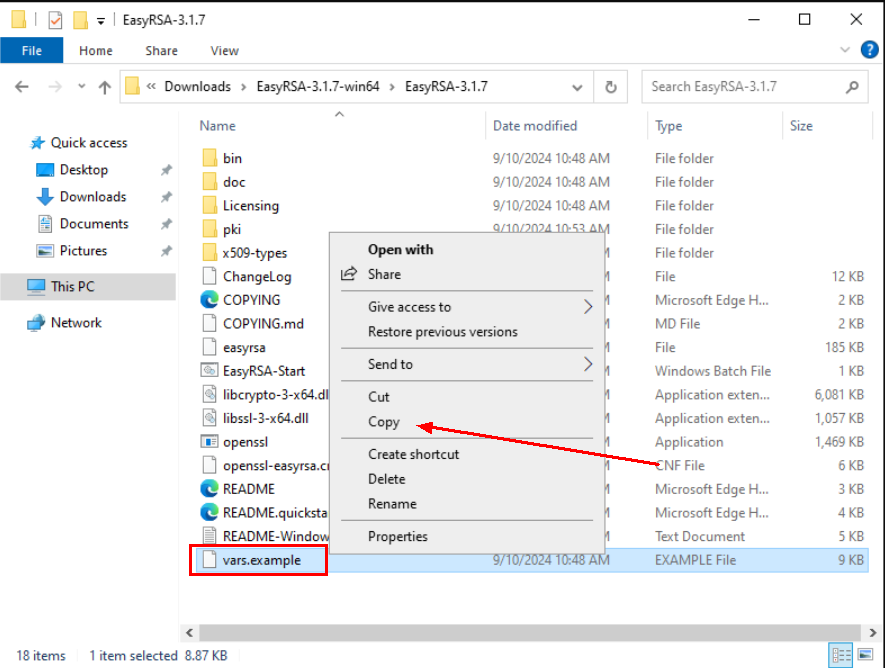 EasyRSA-3.1.7
File Home Share View
« Downloads > EasyRSA-3.1.7-win64 > EasyRSA-3.1.7
Search EasyRSA-3.1.7
Name Date modified Type Size
Quick access
Desktop
Downloads
Documents
Pictures
This PC
Network
bin 9/10/2024 10:48 AM File folder
doc 9/10/2024 10:48 AM File folder
Licensing 9/10/2024 10:48 AM File folder
pki 9/10/2024 10:53 AM File folder
x509-types File folder
ChangeLog File 12 KB
COPYING Microsoft Edge H... 2 KB
COPYING.md MD File 2 KB
easyrsa File 185 KB
EasyRSA-Start Windows Batch File 1 KB
libcrypto-3-x64.dl Application exten... 6,081 KB
libssl-3-x64.dll Application exten... 1,057 KB
openssl Application 1,469 KB
openssl-easyrsa.cn CNF File 6 KB
README Microsoft Edge H... 3 KB
README.quicksta Microsoft Edge H... 4 KB
README-Window Text Document 5 KB
vars.example 9/10/2024 10:48 AM EXAMPLE File 9 KB
Open with
Share
Give access to
Restore previous versions
Send to
Cut
Copy
Create shortcut
Delete
Rename
Properties
18 items 1 item selected 8.87 KB